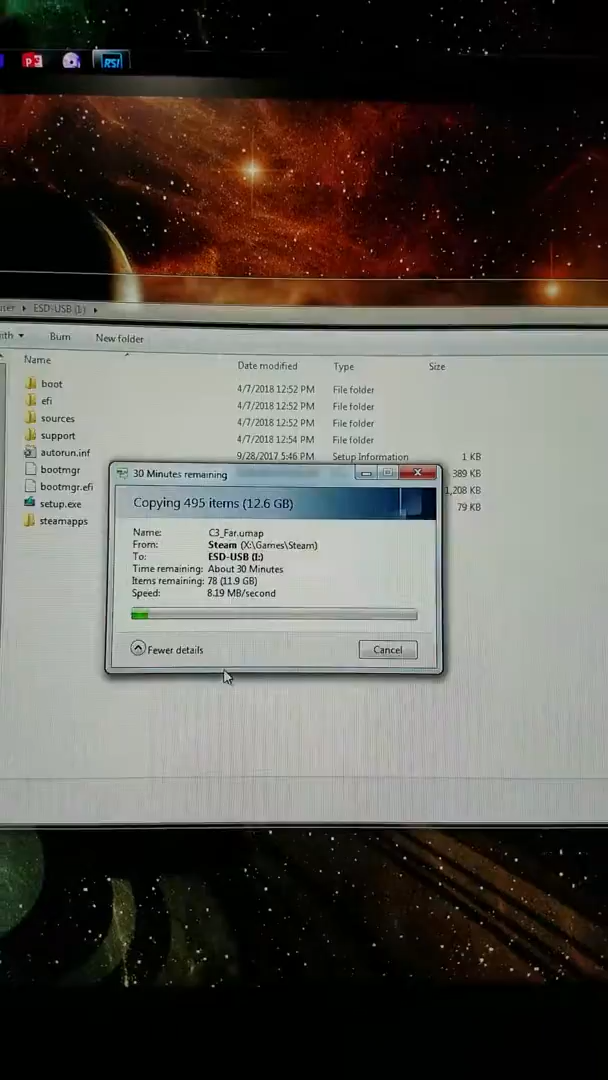 RSI
ESD-USB (I:)
Burn New folder
Name Date modified Type Size
boot 4/7/2018 12:52 PM File folder
efi 4/7/2018 12:52 PM File folder
sources 4/7/2018 12:52 PM File folder
support 4/7/2018 12:54 PM File folder
autorun.inf 9/28/2017 5:46 PM Setup Information 1 KB
bootmgr 389 KB
bootmgr.efi 1,208 KB
setup.exe 79 KB
steamapps
30 Minutes remaining
Copying 495 items (12.6 GB)
Name: C3_Far.umap
From: Steam (X:\Games\Steam)
To: ESD-USB (I:)
Time remaining: About 30 Minutes
Items remaining: 78 (11.9 GB)
Speed: 8.19 MB/second
Fewer details Cancel